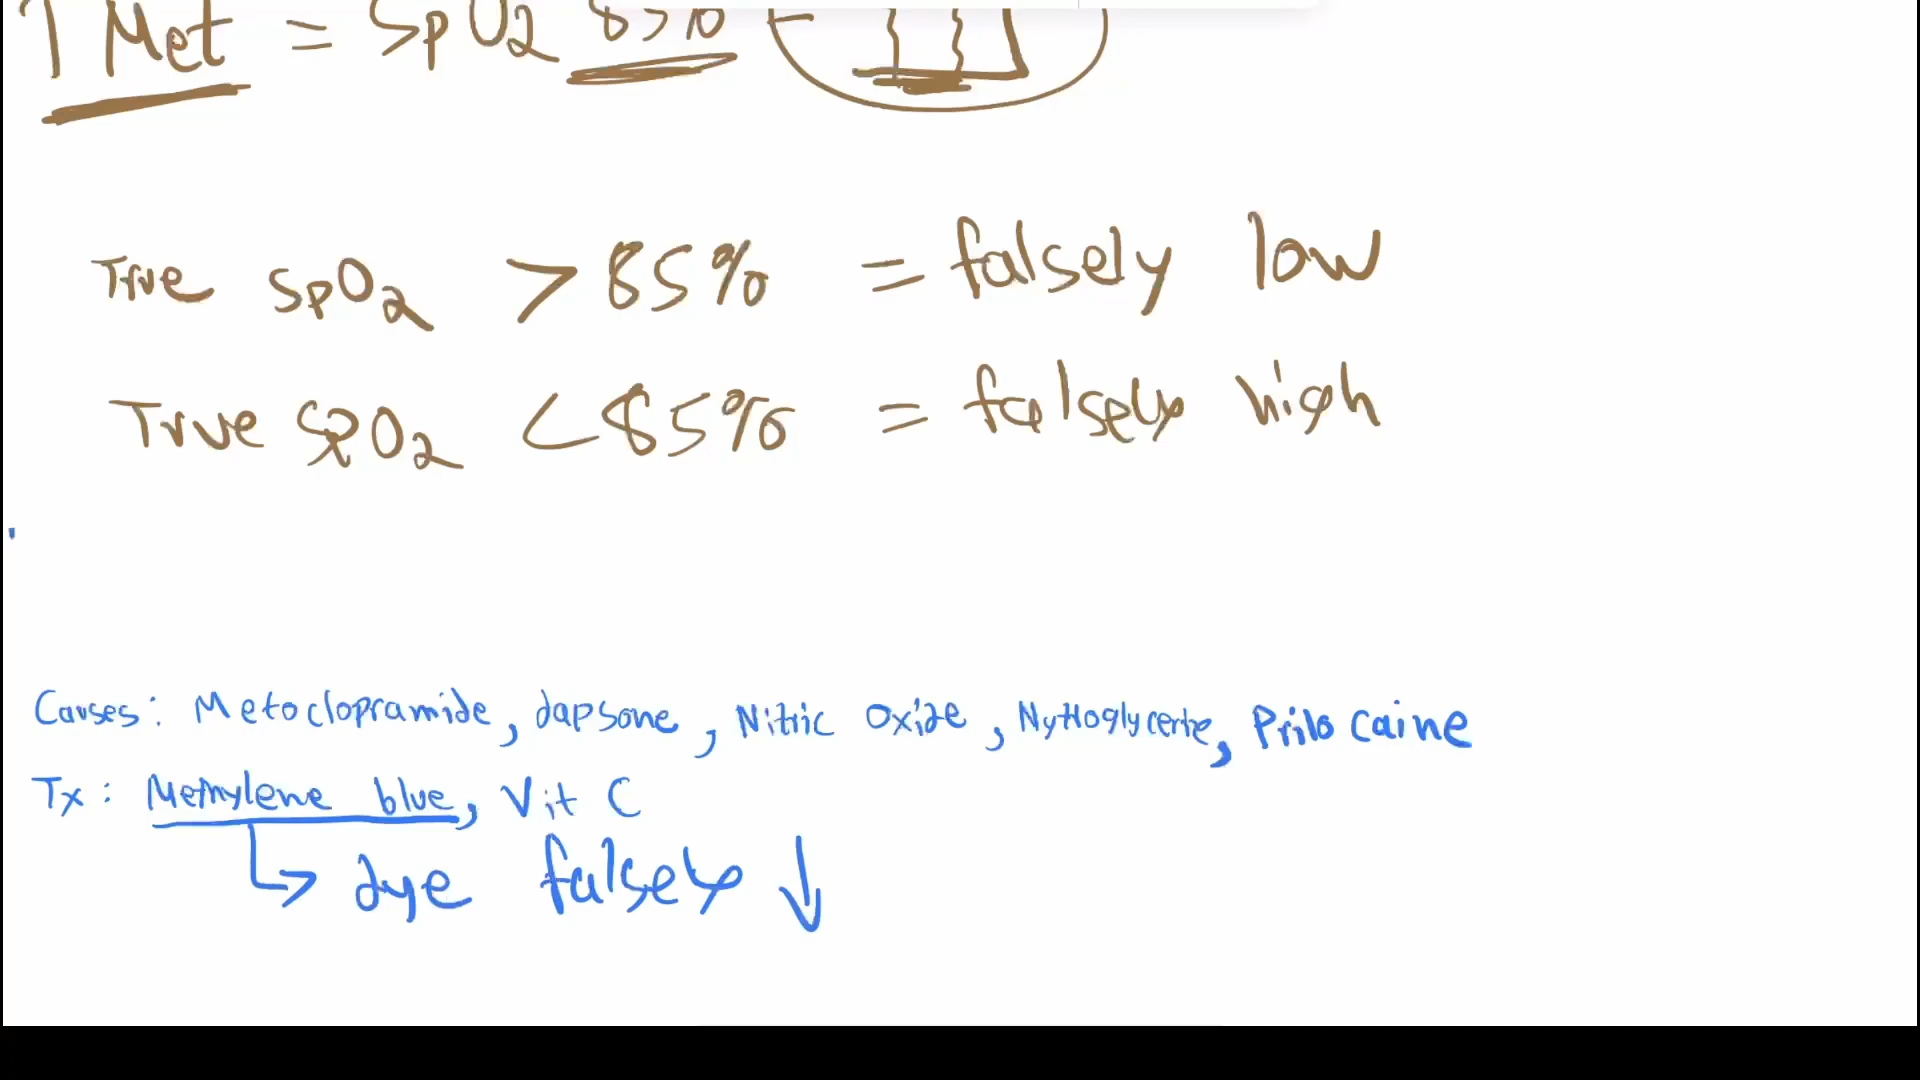 ↑ Met = SpO2 85%
True SpO2 > 85% = falsely low
True SpO2 < 85% = falsely high
Causes: Metoclopramide, dapsone, Nitric Oxide, Nytroglycerine, Prilocaine
Tx: Methylene blue, Vit C
↳ dye falsely ↓